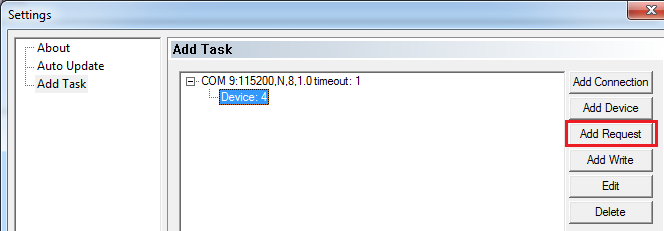 Settings
About
Auto Update
Add Task
Add Task
COM 9:115200,N,8,1.0 timeout: 1
Device: 4
Add Connection
Add Device
Add Request
Add Write
Edit
Delete